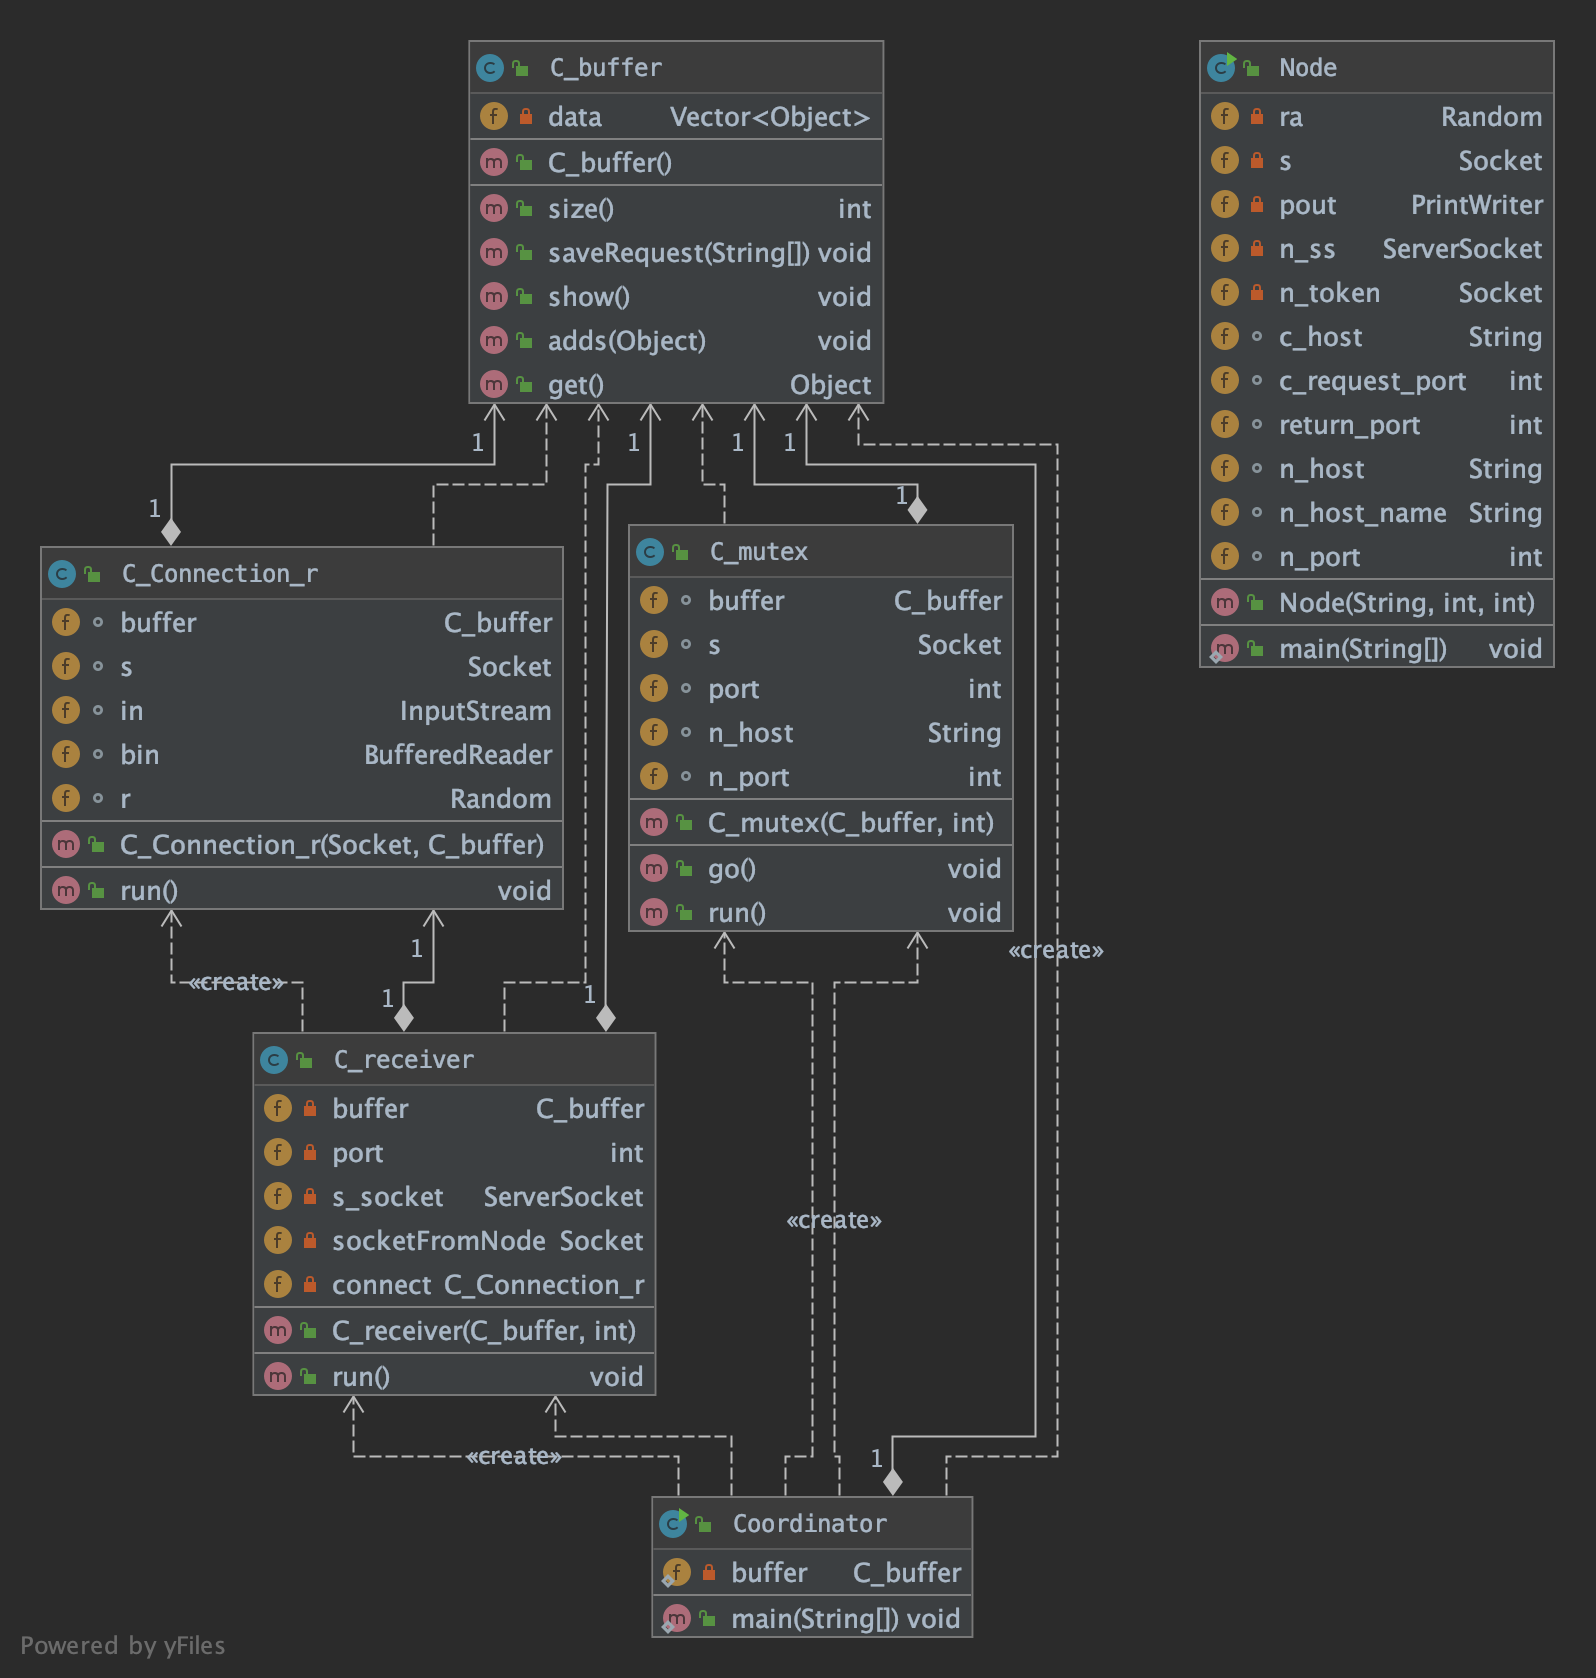 C_buffer
data Vector<Object>
C_buffer()
size() int
saveRequest(String[]) void
show() void
adds(Object) void
get() Object
Node
ra Random
s Socket
pout PrintWriter
n_ss ServerSocket
n_token Socket
c_host String
c_request_port int
return_port int
n_host String
n_host_name String
n_port int
Node(String, int, int)
main(String[]) void
1 1 1 1
1 1
C_Connection_r
buffer C_buffer
s Socket
in InputStream
bin BufferedReader
r Random
C_Connection_r(Socket, C_buffer)
run() void
C_mutex
buffer C_buffer
s Socket
port int
n_host String
n_port int
C_mutex(C_buffer, int)
go() void
run() void
1
«create»
«create»
1 1
C_receiver
buffer C_buffer
port int
s_socket ServerSocket
socketFromNode Socket
connect C_Connection_r
C_receiver(C_buffer, int)
run() void
«create»
«create»
1
Coordinator
buffer C_buffer
main(String[]) void
Powered by yFiles